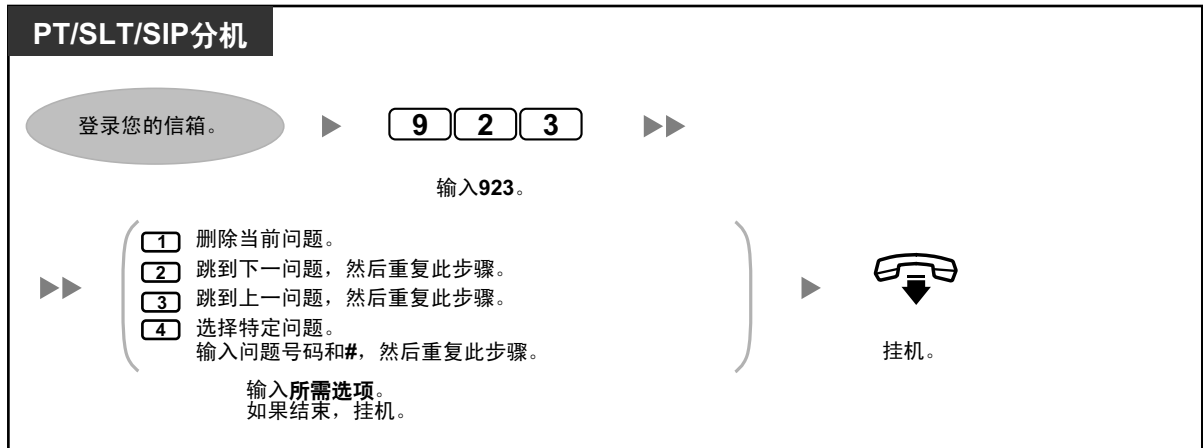 PT/SLT/SIP分机
登录您的信箱。
9 2 3
输入923。
1 删除当前问题。
2 跳到下一问题，然后重复此步骤。
3 跳到上一问题，然后重复此步骤。
4 选择特定问题。
输入问题号码和#，然后重复此步骤。
输入所需选项。
如果结束，挂机。
挂机。